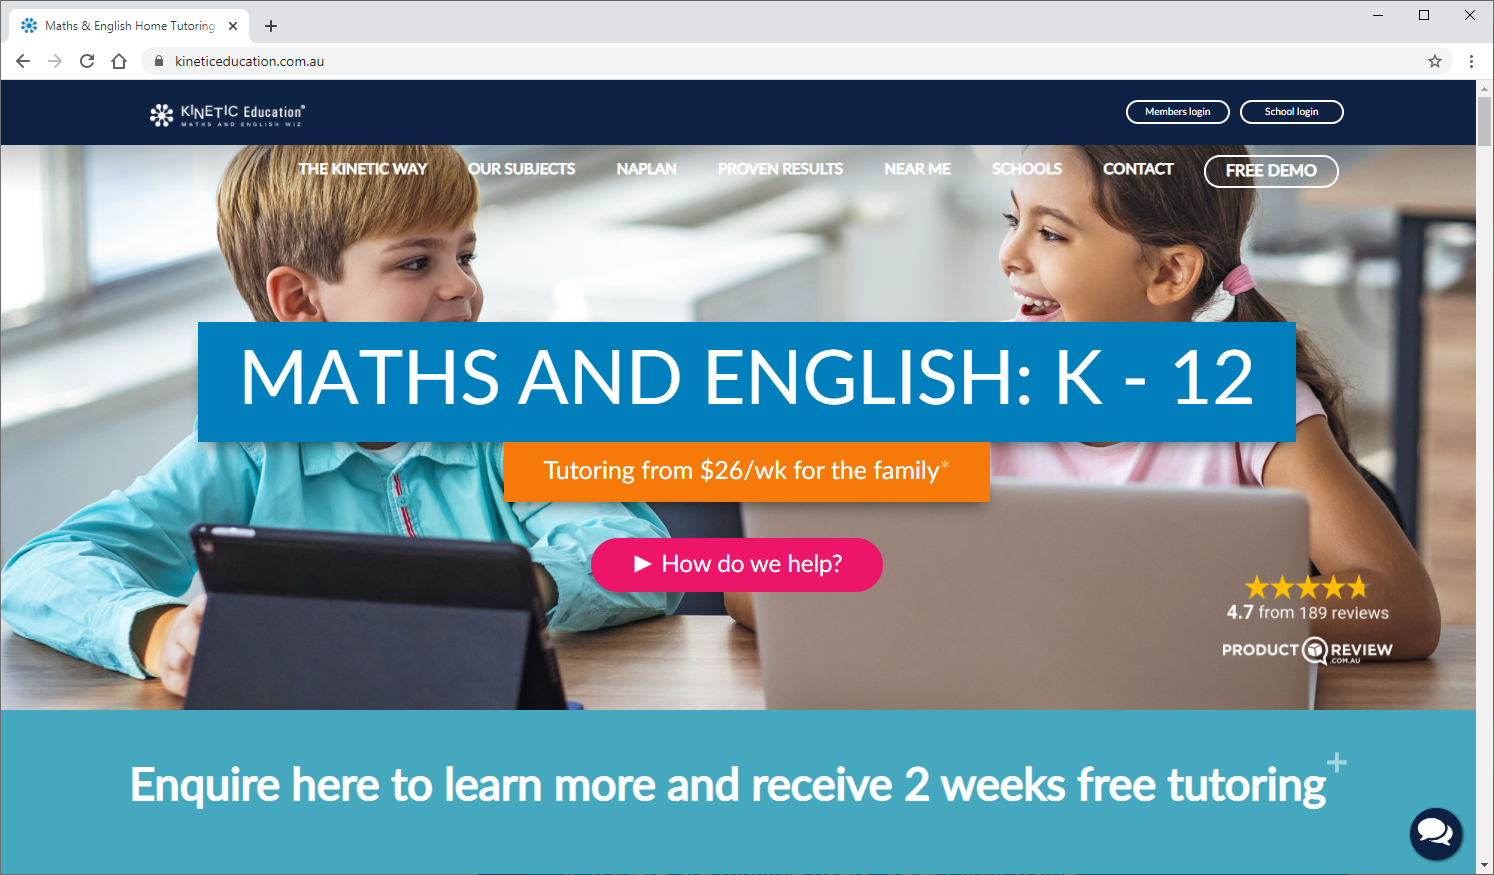 Maths & English Home Tutoring
kineticeducation.com.au
KINETIC Education®
MATHS AND ENGLISH WIZ
Members login
School login
THE KINETIC WAY
OUR SUBJECTS
NAPLAN
PROVEN RESULTS
NEAR ME
SCHOOLS
CONTACT
FREE DEMO
MATHS AND ENGLISH: K - 12
Tutoring from $26/wk for the family*
How do we help?
4.7 from 189 reviews
PRODUCT REVIEW
.COM.AU
Enquire here to learn more and receive 2 weeks free tutoring+